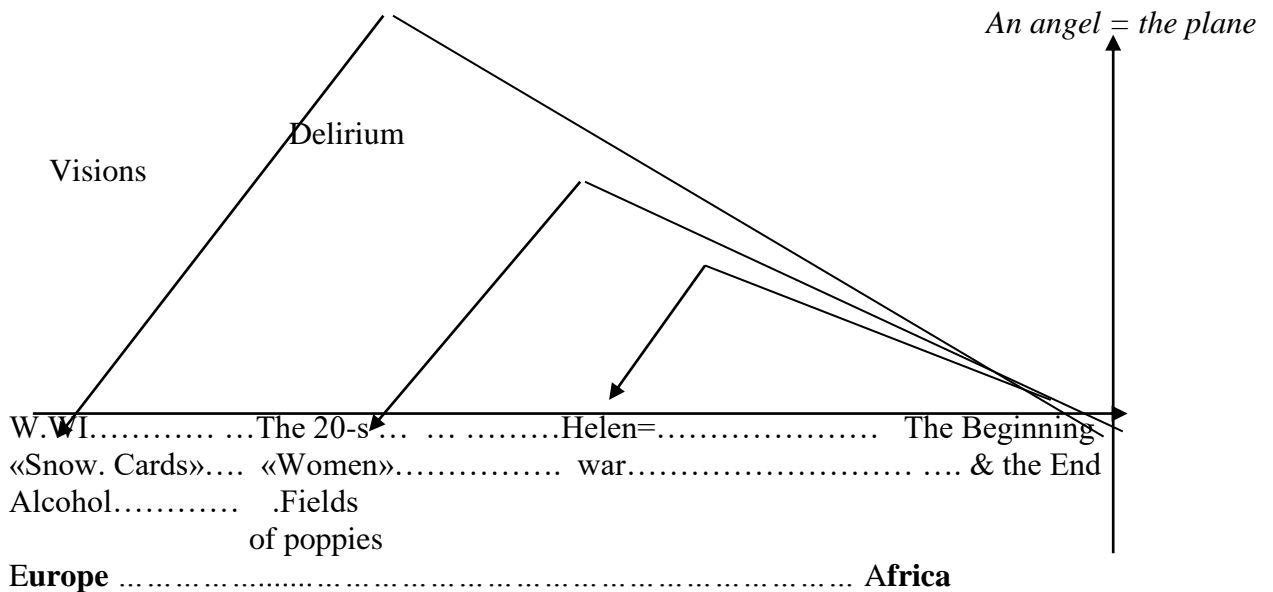 An angel = the plane
Delirium
Visions
W.WI………… …The 20-s … … ………Helen=………………… The Beginning
«Snow. Cards»…. «Women»……………. war……………………… …. & the End
Alcohol………… .Fields
of poppies
Europe ……………......……………………………………………… Africa